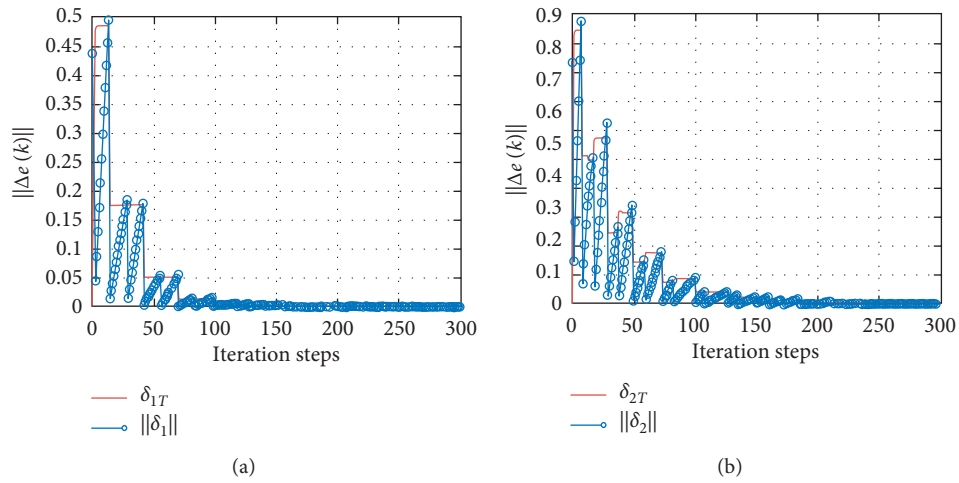 0.5
0.45
0.4
0.35
0.3
0.25
0.2
0.15
0.1
0.05
0
||Δe (k)||
0 50 100 150 200 250 300
Iteration steps
δ1T
||δ1||
(a)
0.9
0.8
0.7
0.6
0.5
0.4
0.3
0.2
0.1
0
||Δe (k)||
0 50 100 150 200 250 300
Iteration steps
δ2T
||δ2||
(b)